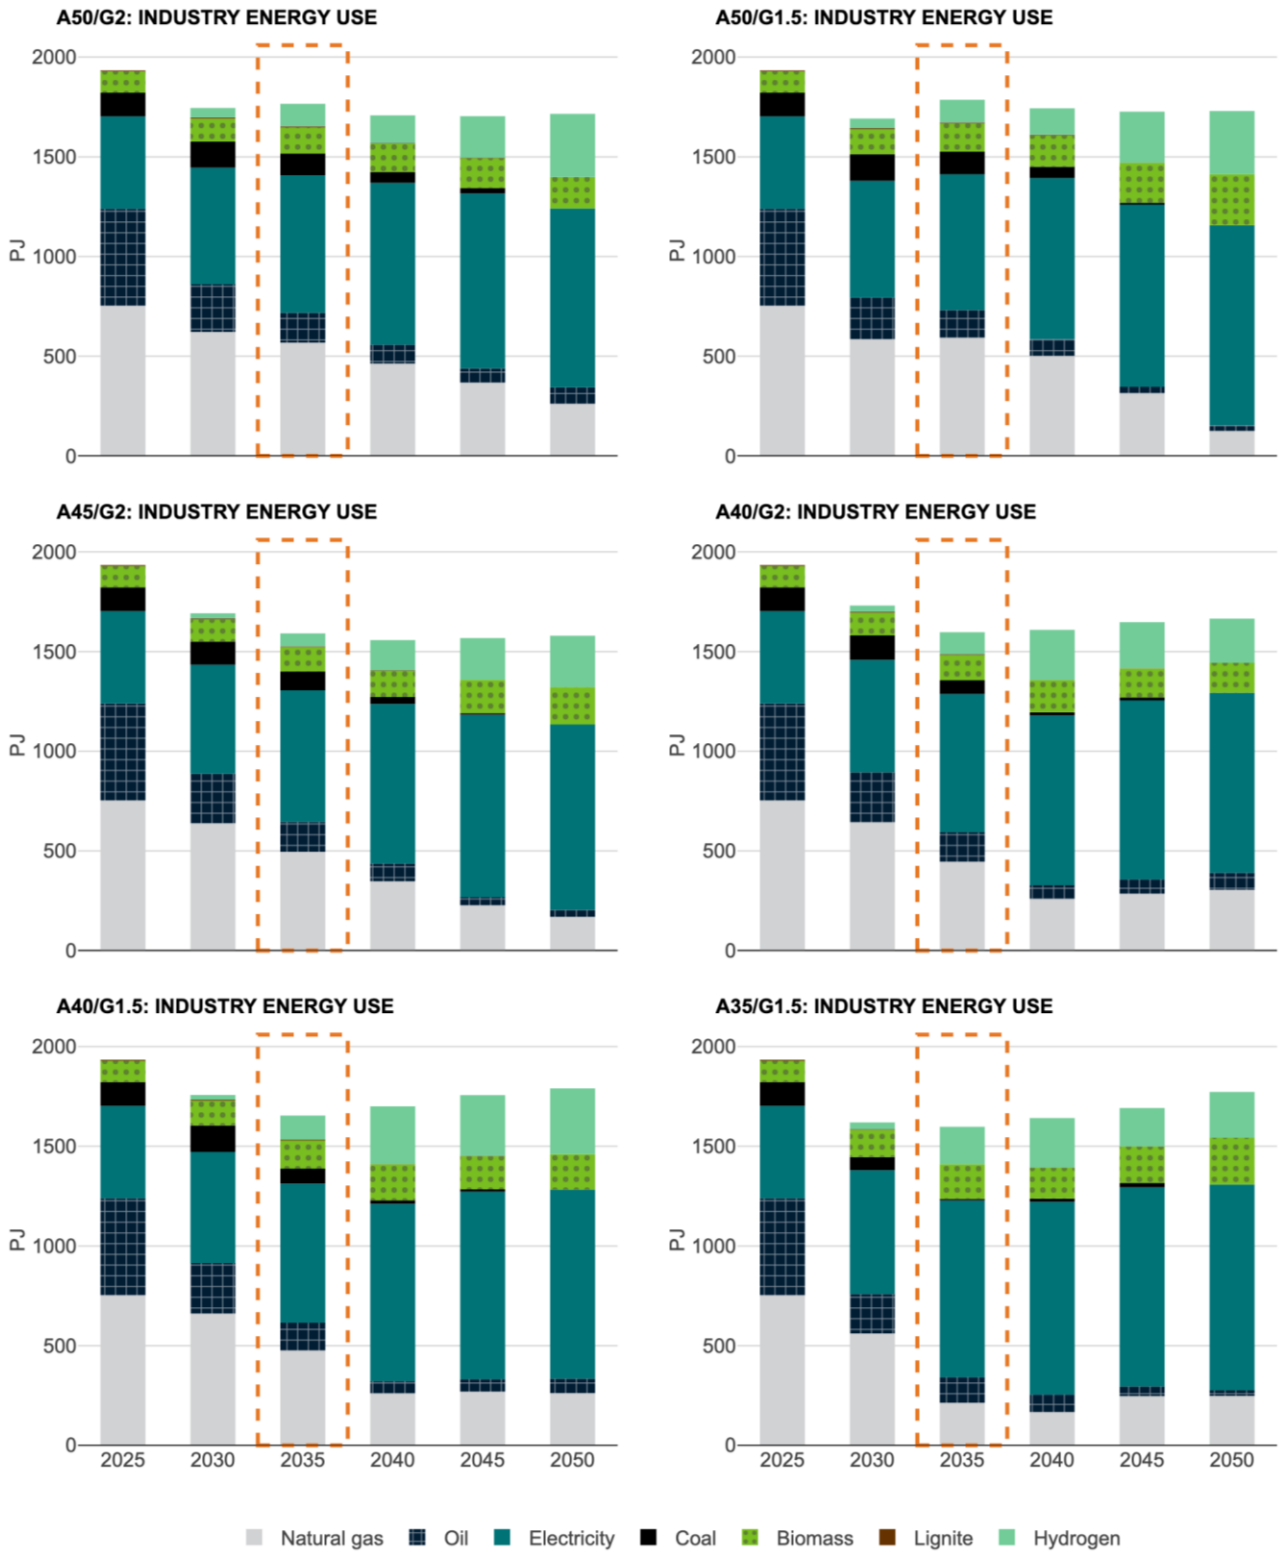 A50/G2: INDUSTRY ENERGY USE
A50/G1.5: INDUSTRY ENERGY USE
2000
1500
1000
500
0
PJ
2000
1500
1000
500
0
PJ
A45/G2: INDUSTRY ENERGY USE
A40/G2: INDUSTRY ENERGY USE
2000
1500
1000
500
0
PJ
2000
1500
1000
500
0
PJ
A40/G1.5: INDUSTRY ENERGY USE
A35/G1.5: INDUSTRY ENERGY USE
2000
1500
1000
500
0
PJ
2000
1500
1000
500
0
PJ
2025 2030 2035 2040 2045 2050
2025 2030 2035 2040 2045 2050
Natural gas Oil Electricity Coal Biomass Lignite Hydrogen